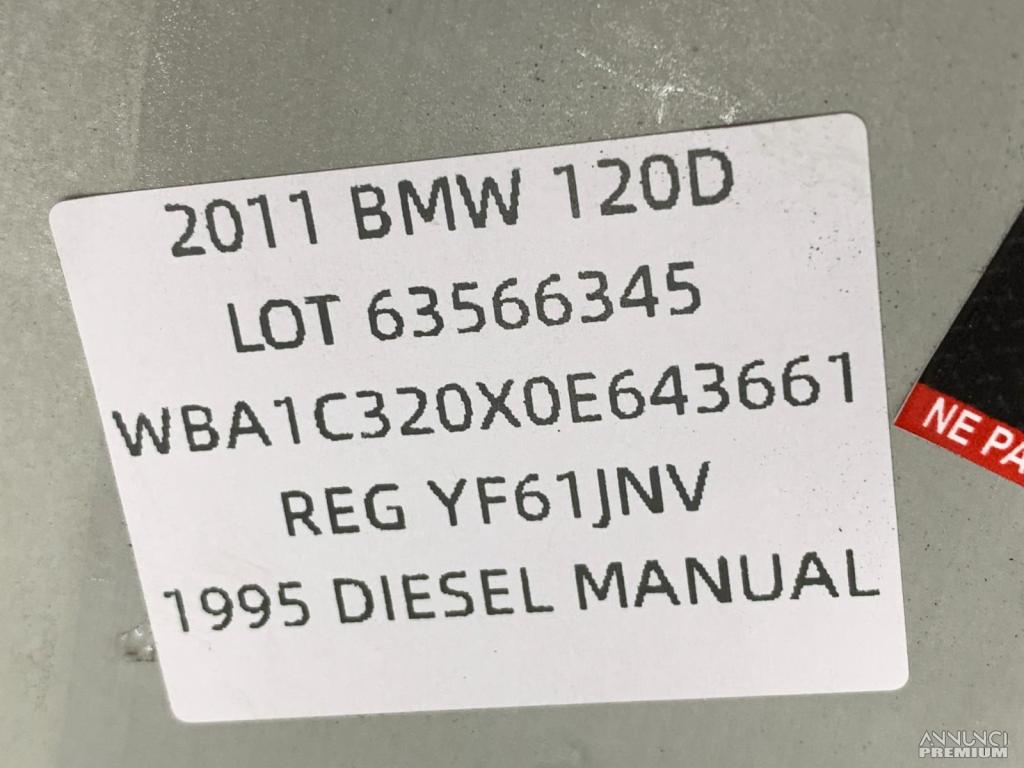 2011 BMW 120D
LOT 63566345
WBA1C320X0E643661
REG YF61JNV
1995 DIESEL MANUAL
NE PA
ANNUNCI
PREMIUM